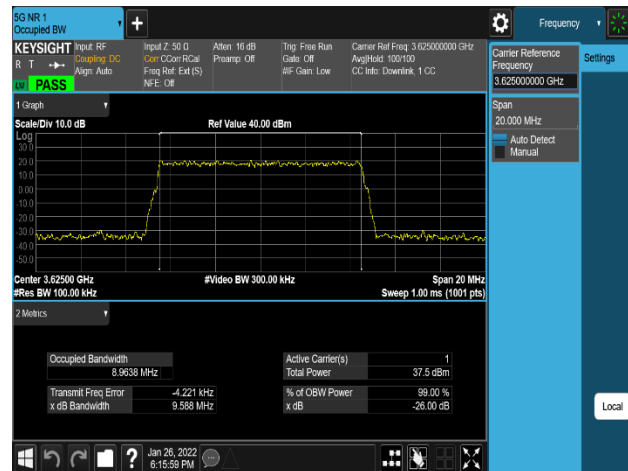 5G NR 1
Occupied BW
Frequency
KEYSIGHT
R T
PASS
Input: RF
Coupling: DC
Align: Auto
Input Z: 50 Ω
Corr CCorr RCal
Freq Ref: Ext (S)
NFE: Off
Atten: 16 dB
Preamp: Off
Trig: Free Run
Gate: Off
#IF Gain: Low
Carrier Ref Freq: 3.625000000 GHz
Avg|Hold: 100/100
CC Info: Downlink, 1 CC
Carrier Reference
Frequency
3.625000000 GHz
Settings
Span
20.000 MHz
Auto Detect
Manual
1 Graph
Scale/Div 10.0 dB
Ref Value 40.00 dBm
Log
30.0
20.0
10.0
0.00
-10.0
-20.0
-30.0
-40.0
-50.0
Center 3.62500 GHz
#Video BW 300.00 kHz
Span 20 MHz
#Res BW 100.00 kHz
Sweep 1.00 ms (1001 pts)
2 Metrics
Occupied Bandwidth
8.9638 MHz
Active Carrier(s) 1
Total Power 37.5 dBm
Transmit Freq Error -4.221 kHz
x dB Bandwidth 9.588 MHz
% of OBW Power 99.00 %
x dB -26.00 dB
Local
?
Jan 26, 2022
6:15:59 PM